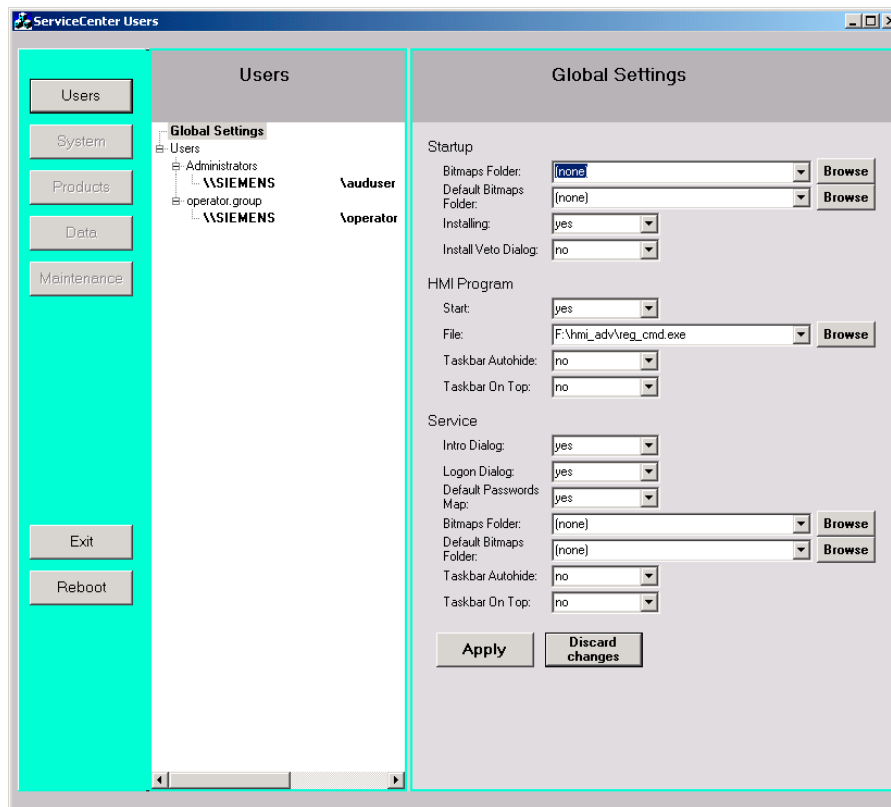 ServiceCenter Users
Users
System
Products
Data
Maintenance
Exit
Reboot
Users
Global Settings
Users
Administrators
\\SIEMENS \auduser
operator.group
\\SIEMENS \operator
Global Settings
Startup
Bitmaps Folder: (none) Browse
Default Bitmaps
Folder: (none) Browse
Installing: yes
Install Veto Dialog: no
HMI Program
Start: yes
File: F:\hmi_adv\reg_cmd.exe Browse
Taskbar Autohide: no
Taskbar On Top: no
Service
Intro Dialog: yes
Logon Dialog: yes
Default Passwords
Map: yes
Bitmaps Folder: (none) Browse
Default Bitmaps
Folder: (none) Browse
Taskbar Autohide: no
Taskbar On Top: no
Apply
Discard
changes